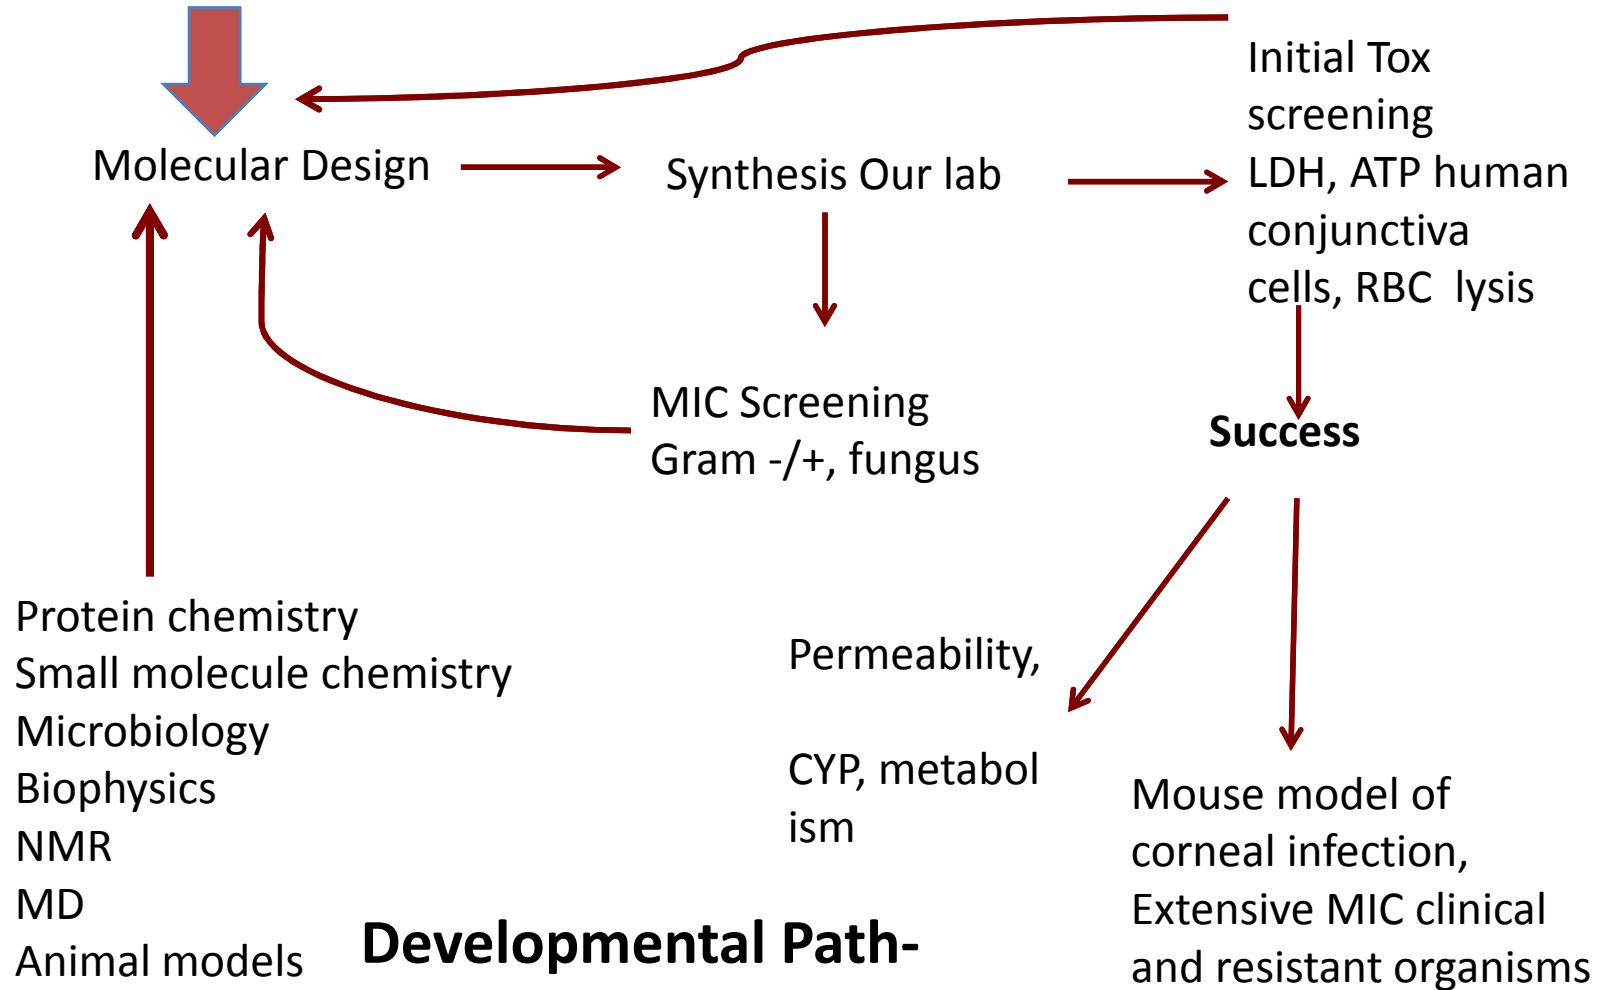 Molecular Design
Synthesis Our lab
Initial Tox
screening
LDH, ATP human
conjunctiva
cells, RBC  lysis
MIC Screening
Gram -/+, fungus
Success
Protein chemistry
Small molecule chemistry
Microbiology
Biophysics
NMR
MD
Animal models
Permeability,
CYP, metabol
ism
Mouse model of
corneal infection,
Extensive MIC clinical
and resistant organisms
Developmental Path-